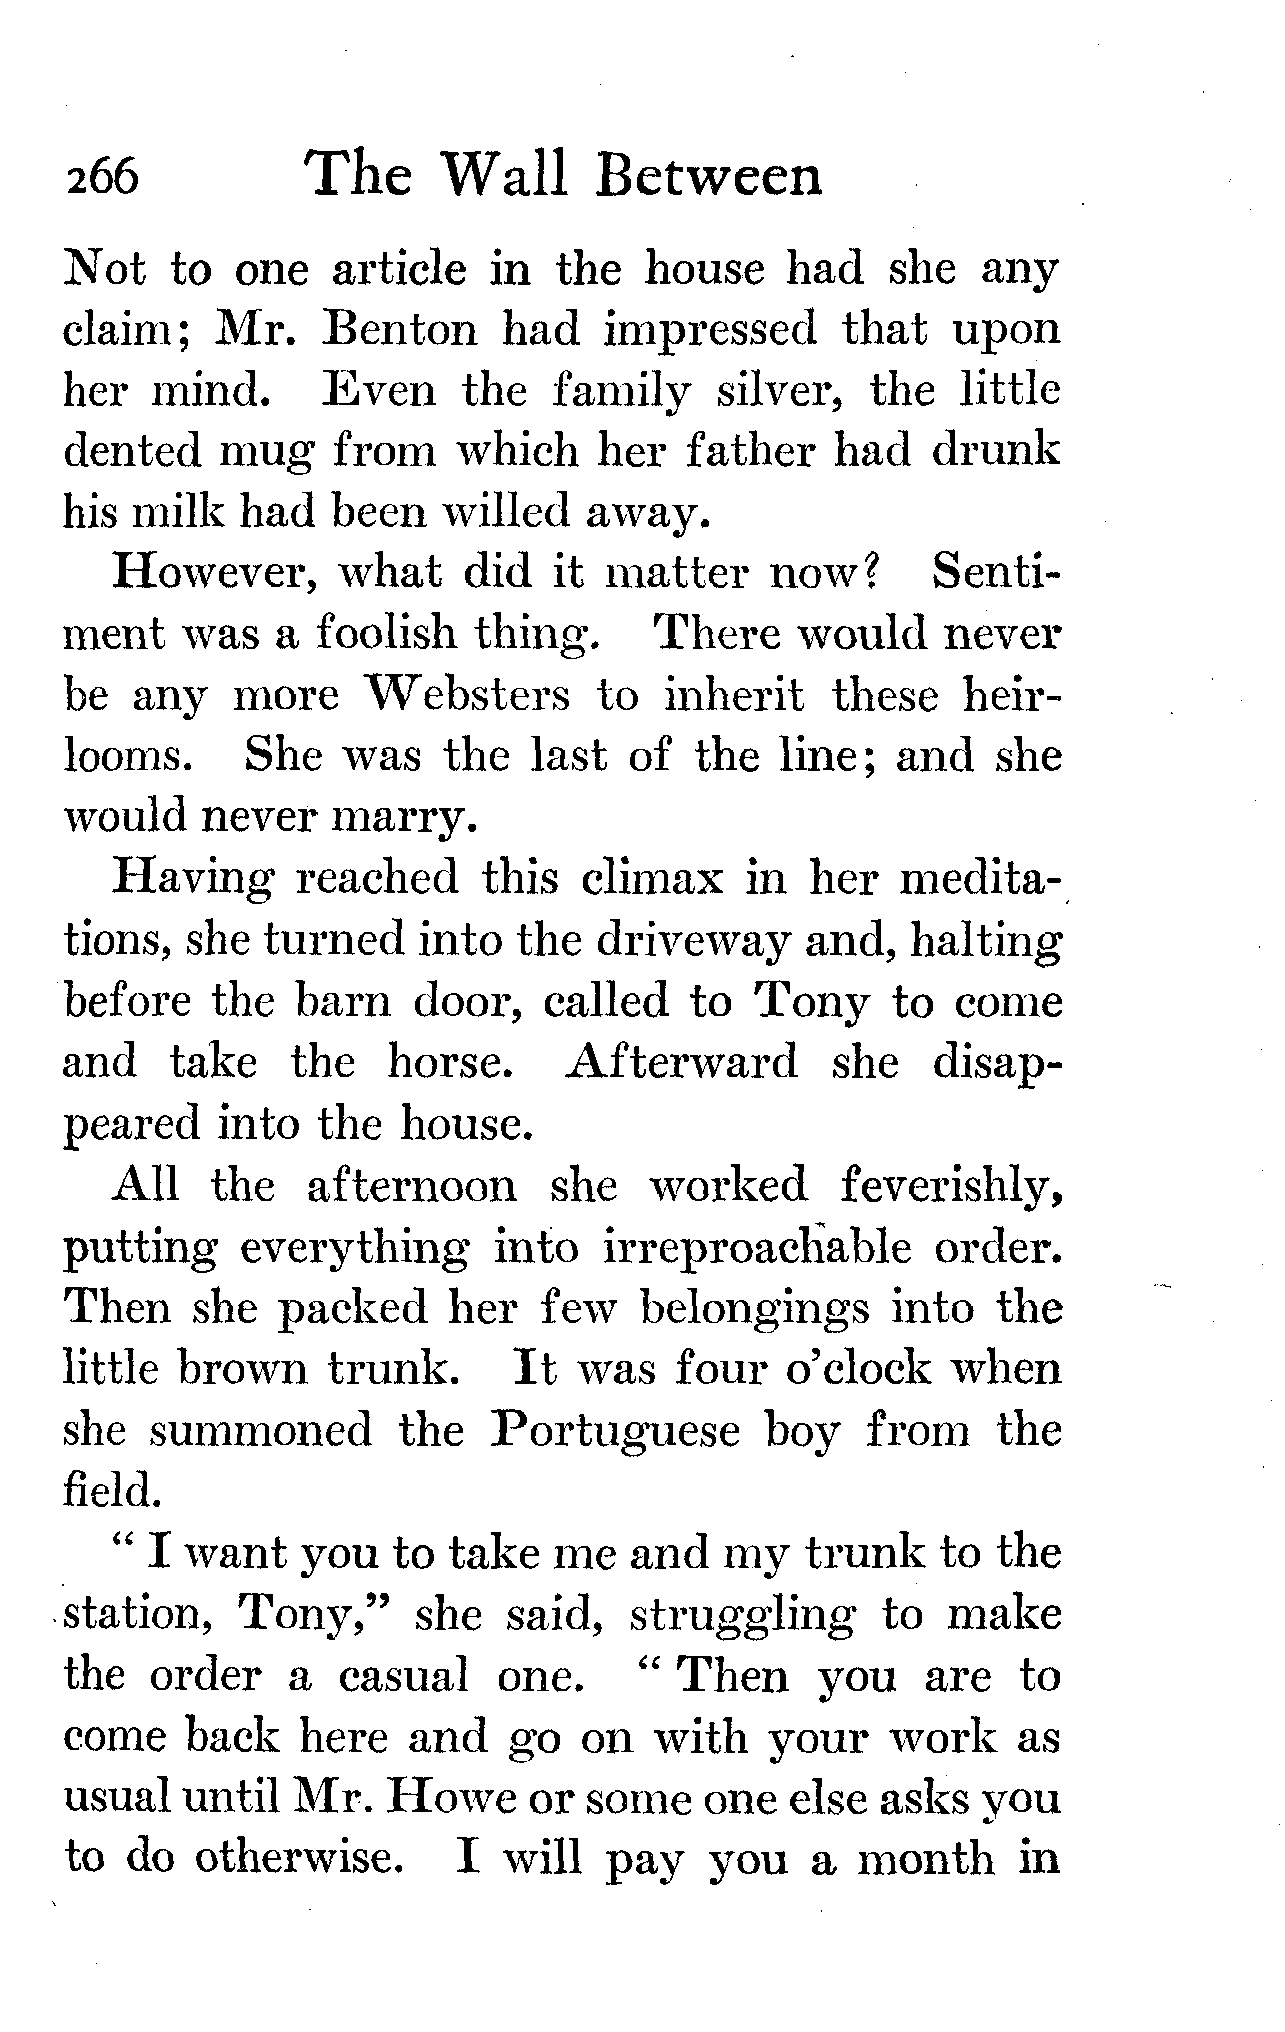 266 The Wall Between
Not to one article in the house had she any
claim; Mr. Benton had impressed that upon
her mind. Even the family silver, the little
dented mug from which her father had drunk
his milk had been willed away.
However, what did it matter now? Senti-
ment was a foolish thing. There would never
be any more Websters to inherit these heir-
looms. She was the last of the line; and she
would never marry.
Having reached this climax in her medita-
tions, she turned into the driveway and, halting
before the barn door, called to Tony to come
and take the horse. Afterward she disap-
peared into the house.
All the afternoon she worked feverishly,
putting everything into irreproachable order.
Then she packed her few belongings into the
little brown trunk. It was four o'clock when
she summoned the Portuguese boy from the
field.
“ I want you to take me and my trunk to the
station, Tony,” she said, struggling to make
the order a casual one. “ Then you are to
come back here and go on with your work as
usual until Mr. Howe or some one else asks you
to do otherwise. I will pay you a month in